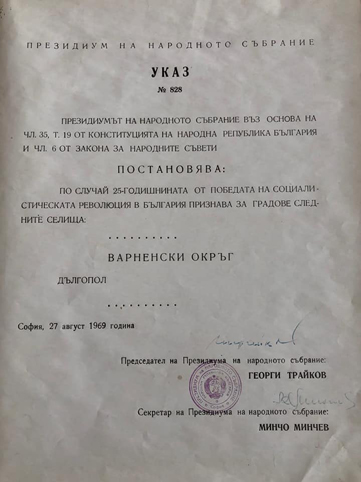 ПРЕЗИДИУМ НА НАРОДНОТО СЪБРАНИЕ
УКАЗ
№ 828
ПРЕЗИДИУМЪТ НА НАРОДНОТО СЪБРАНИЕ ВЪЗ ОСНОВА НА
ЧЛ. 35, Т. 19 ОТ КОНСТИТУЦИЯТА НА НАРОДНА РЕПУБЛИКА БЪЛГАРИЯ
И ЧЛ. 6 ОТ ЗАКОНА ЗА НАРОДНИТЕ СЪВЕТИ
ПОСТАНОВЯВА:
ПО СЛУЧАЙ 25-ГОДИШНИНАТА ОТ ПОБЕДАТА НА СОЦИАЛИ-
СТИЧЕСКАТА РЕВОЛЮЦИЯ В БЪЛГАРИЯ ПРИЗНАВА ЗА ГРАДОВЕ СЛЕД-
НИТЕ СЕЛИЩА:
. . . . . . . . . .
ВАРНЕНСКИ ОКРЪГ
ДЪЛГОПОЛ
. . . . . . . . . .
София, 27 август 1969 година
Председател на Президиума на народното събрание:
ГЕОРГИ ТРАЙКОВ
Секретар на Президиума на народното събрание:
МИНЧО МИНЧЕВ